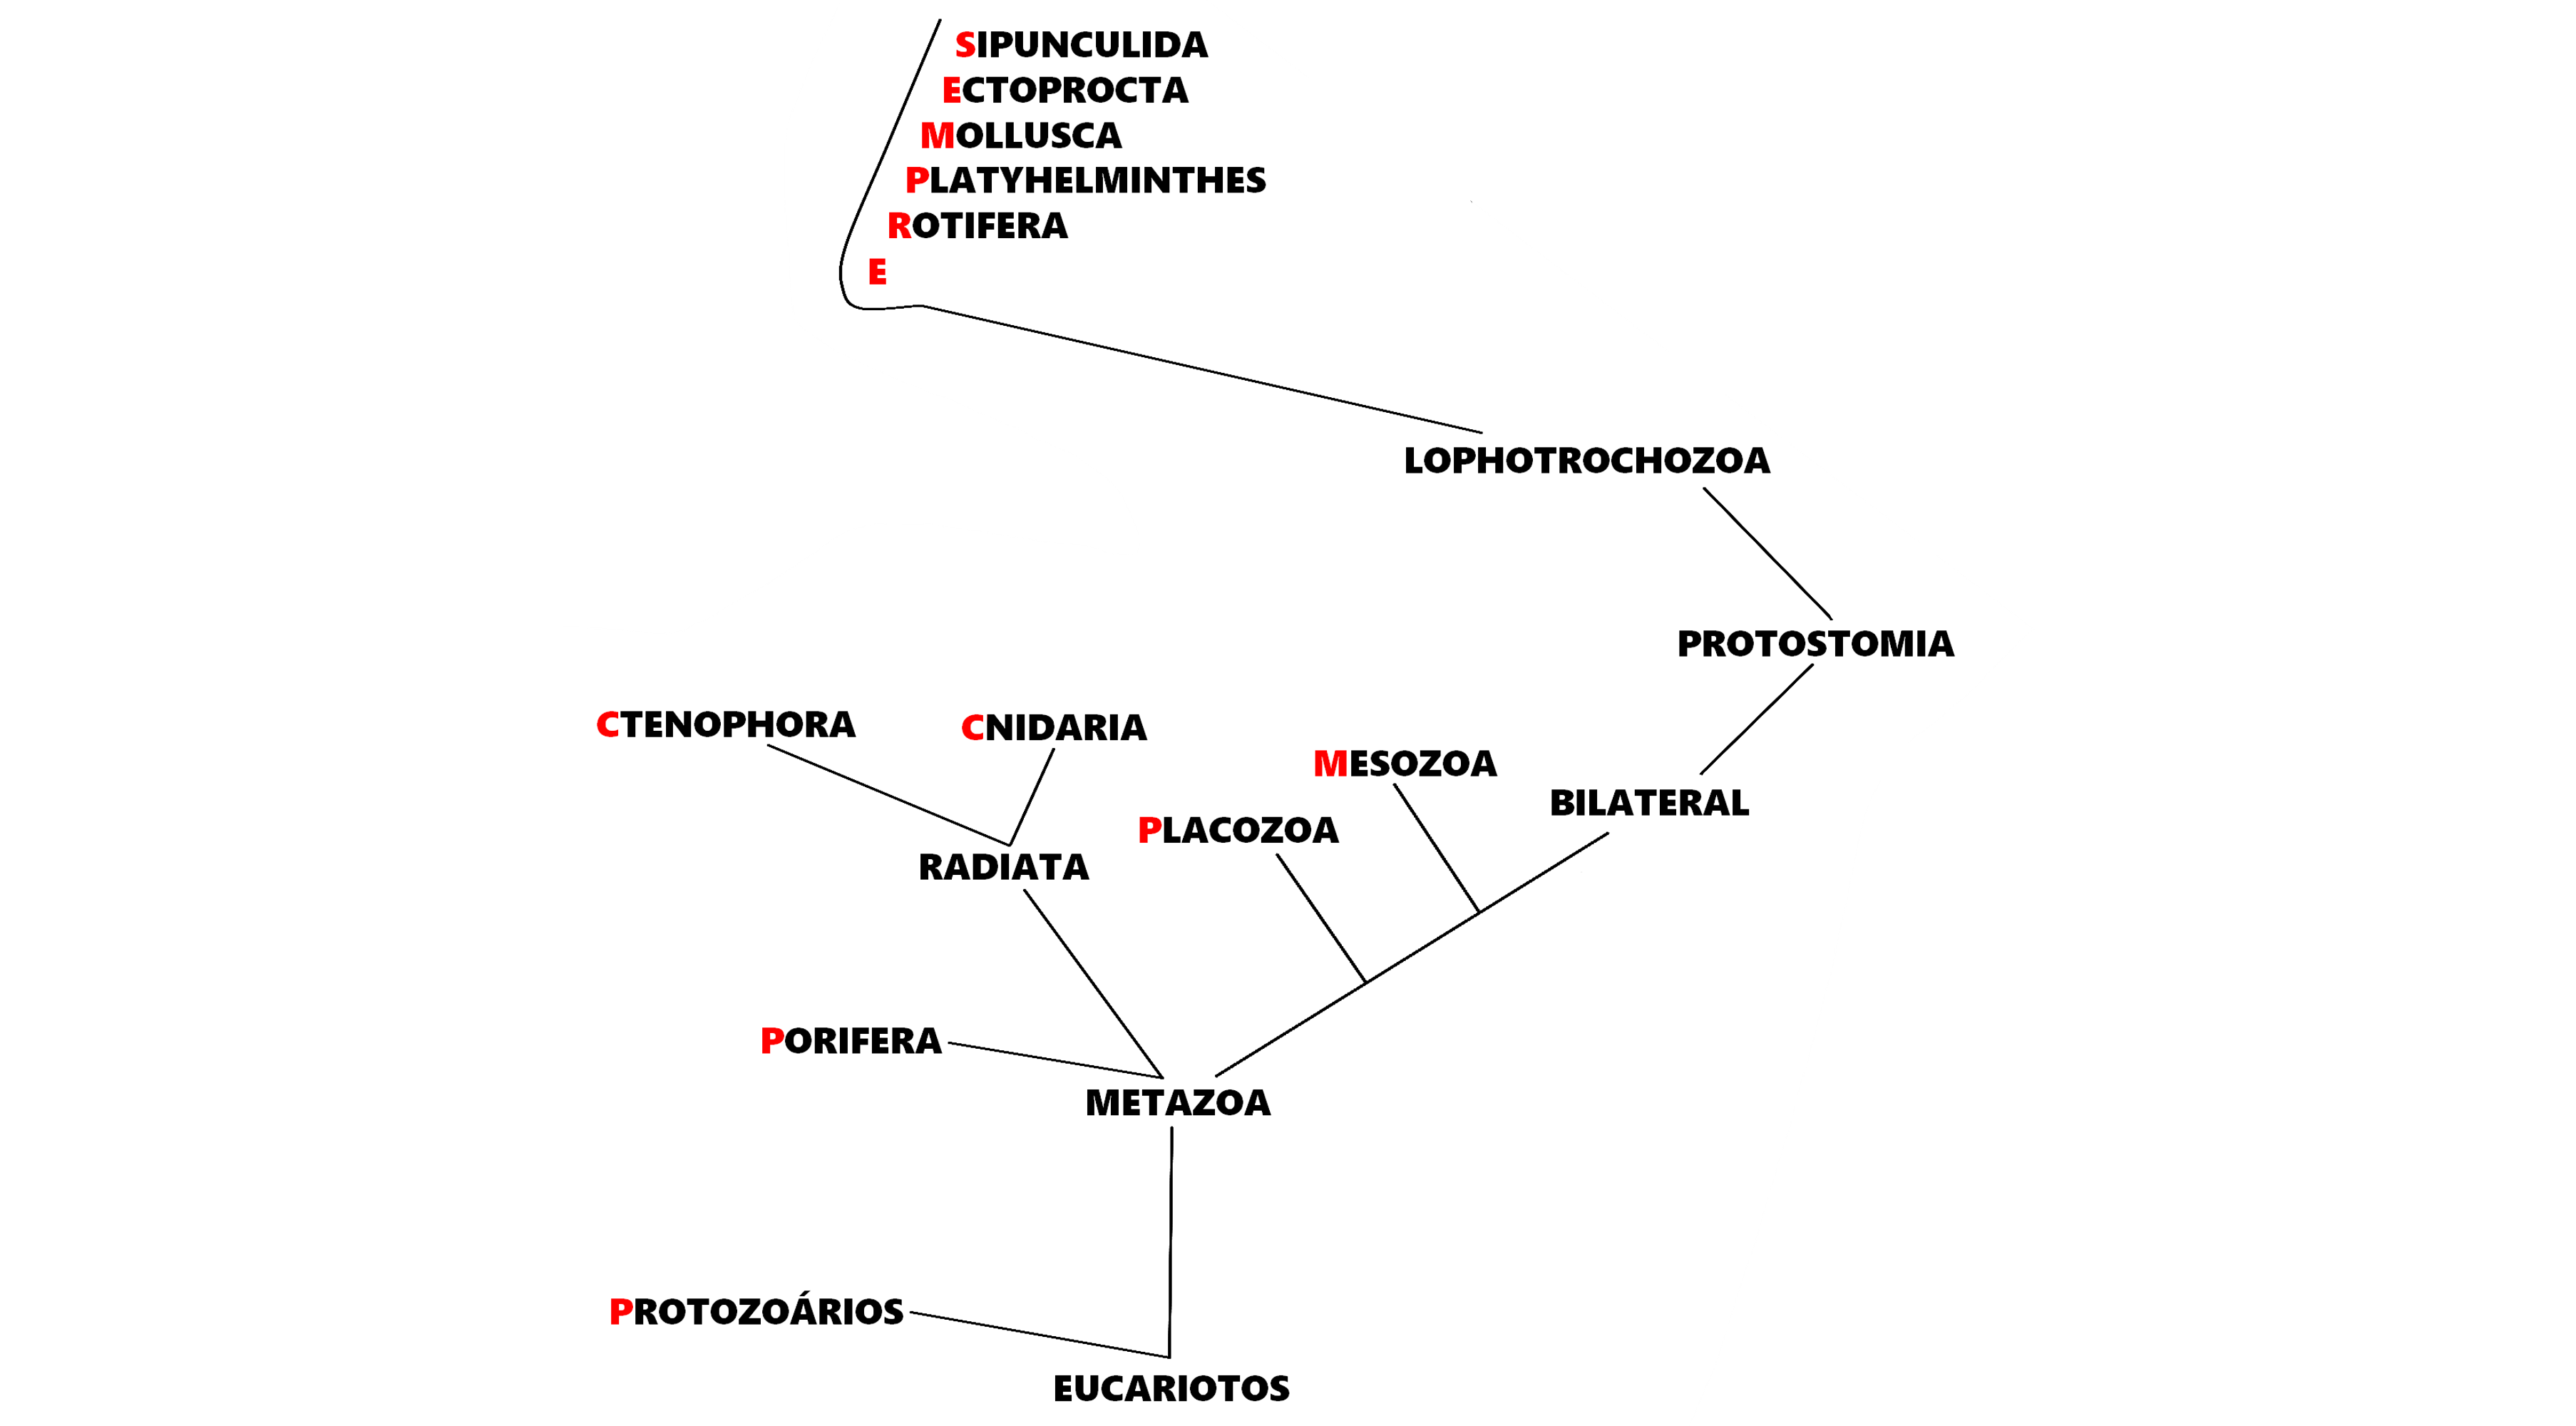 SIPUNCULIDA
ECTOPROCTA
MOLLUSCA
PLATYHELMINTHES
ROTIFERA
E
LOPHOTROCHOZOA
PROTOSTOMIA
CTENOPHORA
CNIDARIA
MESOZOA
BILATERAL
PLACOZOA
RADIATA
PORIFERA
METAZOA
PROTOZOÁRIOS
EUCARIOTOS